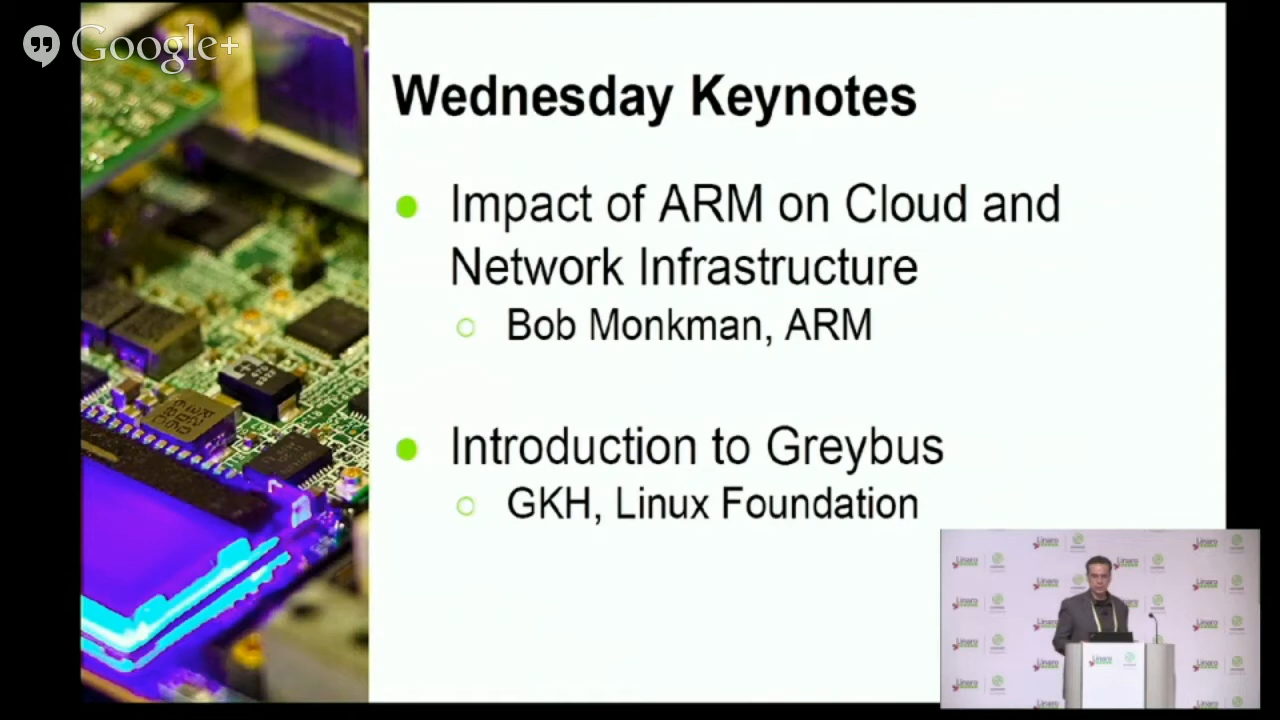 Google+
Wednesday Keynotes
Impact of ARM on Cloud and
Network Infrastructure
Bob Monkman, ARM
Introduction to Greybus
GKH, Linux Foundation
Linaro